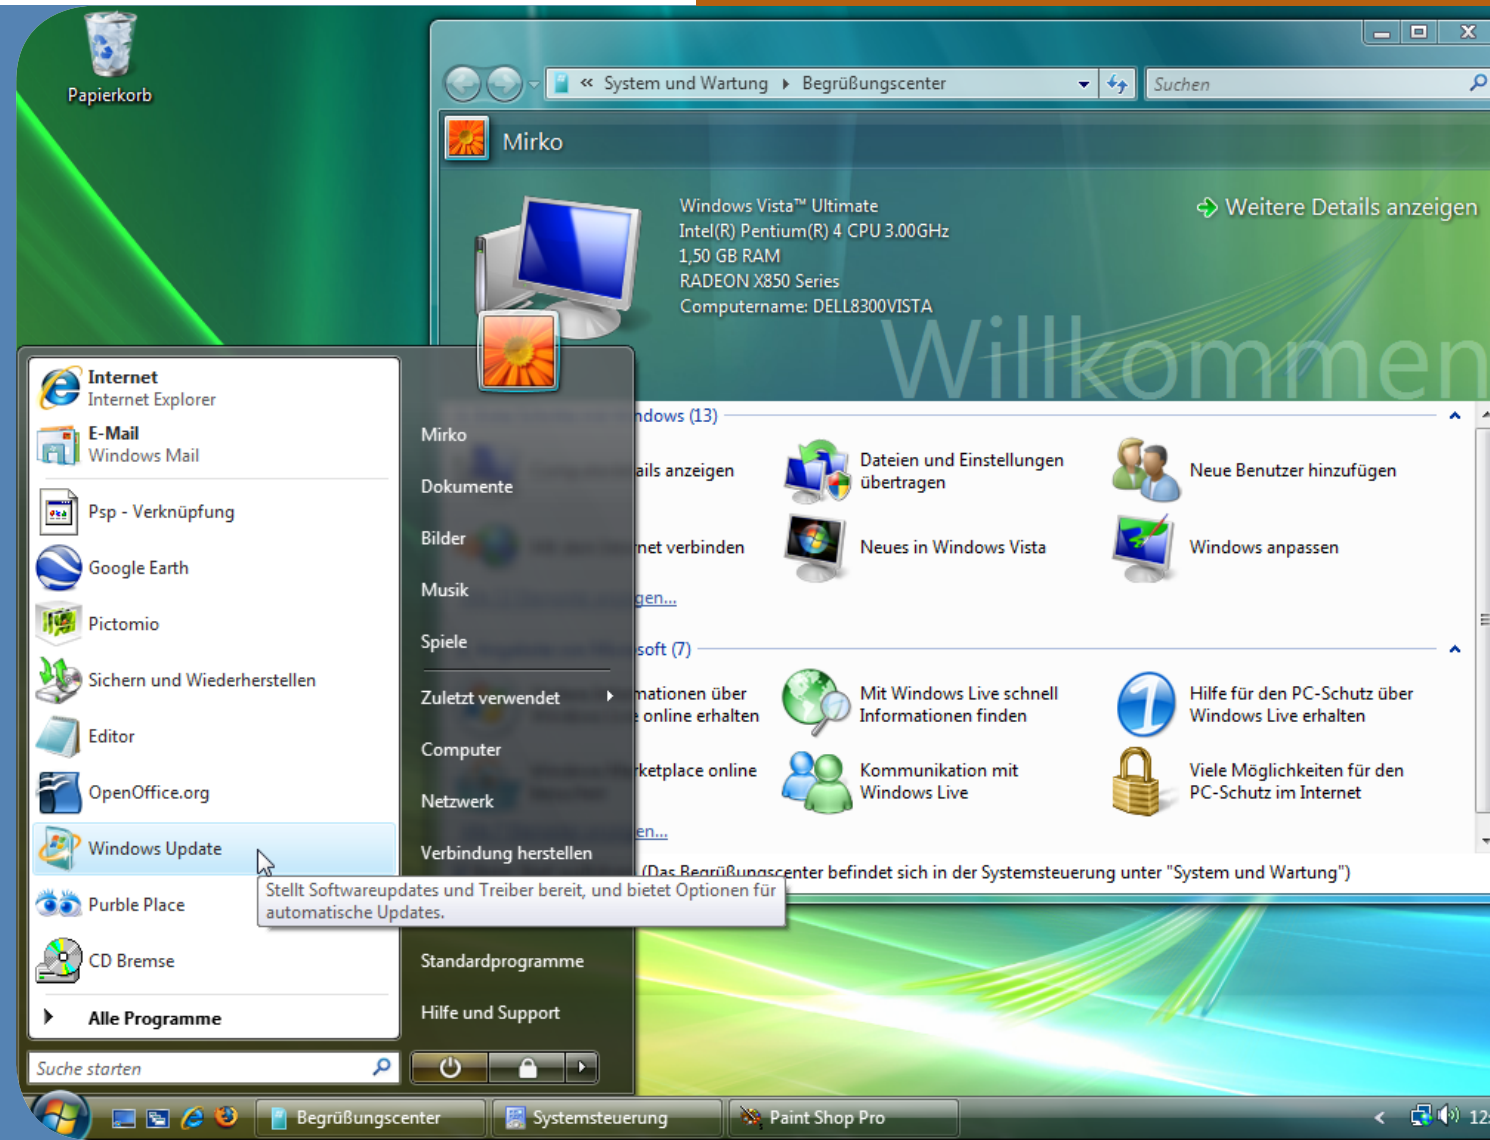 Papierkorb
System und Wartung
Begrüßungscenter
Suchen
Mirko
Windows Vista™ Ultimate
Intel(R) Pentium(R) 4 CPU 3.00GHz
1,50 GB RAM
RADEON X850 Series
Computername: DELL8300VISTA
Weitere Details anzeigen
Willkommen
ndows (13)
ails anzeigen
Dateien und Einstellungen
übertragen
Neue Benutzer hinzufügen
net verbinden
Neues in Windows Vista
Windows anpassen
gen...
soft (7)
mationen über
online erhalten
Mit Windows Live schnell
Informationen finden
Hilfe für den PC-Schutz über
Windows Live erhalten
ketplace online
Kommunikation mit
Windows Live
Viele Möglichkeiten für den
PC-Schutz im Internet
en...
(Das Begrüßungscenter befindet sich in der Systemsteuerung unter "System und Wartung")
Internet
Internet Explorer
E-Mail
Windows Mail
Psp - Verknüpfung
Google Earth
Pictomio
Sichern und Wiederherstellen
Editor
OpenOffice.org
Windows Update
Purble Place
CD Bremse
Alle Programme
Suche starten
Mirko
Dokumente
Bilder
Musik
Spiele
Zuletzt verwendet
Computer
Netzwerk
Verbindung herstellen
Stellt Softwareupdates und Treiber bereit, und bietet Optionen für
automatische Updates.
Standardprogramme
Hilfe und Support
Begrüßungscenter
Systemsteuerung
Paint Shop Pro
12: